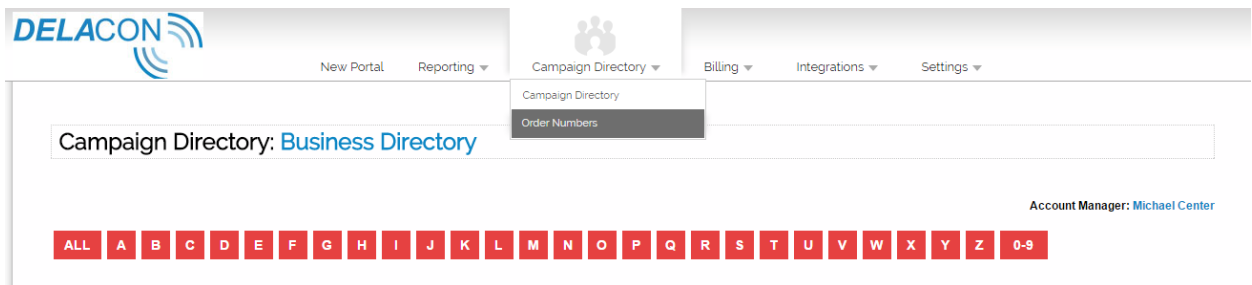 DELACON
New Portal Reporting Campaign Directory Billing Integrations Settings
Campaign Directory
Order Numbers
Campaign Directory: Business Directory
Account Manager: Michael Center
ALL A B C D E F G H I J K L M N O P Q R S T U V W X Y Z 0-9